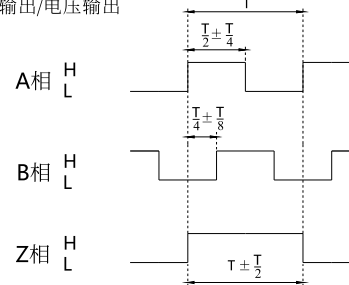 输出/电压输出
T
T/2 ± T/4
A相 H
L
T/4 ± T/8
B相 H
L
Z相 H
L
T ± T/2